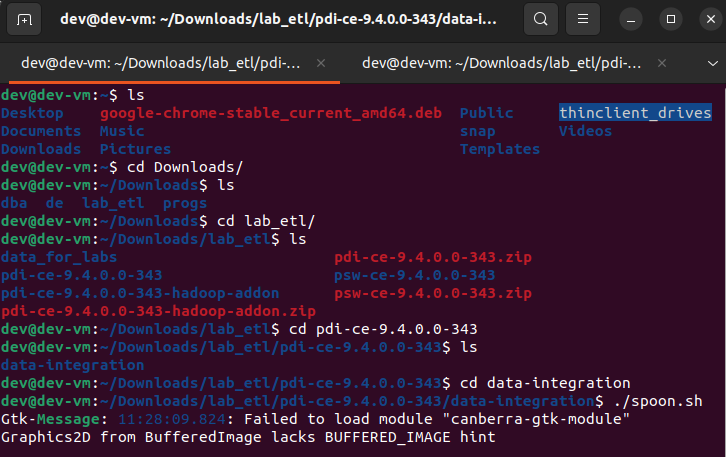 dev@dev-vm: ~/Downloads/lab_etl/pdi-ce-9.4.0.0-343/data-i...
dev@dev-vm: ~/Downloads/lab_etl/pdi-...
dev@dev-vm: ~/Downloads/lab_etl/pdi-...
dev@dev-vm:~$ ls
Desktop google-chrome-stable_current_amd64.deb Public thinclient_drives
Documents Music snap Videos
Downloads Pictures Templates
dev@dev-vm:~$ cd Downloads/
dev@dev-vm:~/Downloads$ ls
dba de lab_etl progs
dev@dev-vm:~/Downloads$ cd lab_etl/
dev@dev-vm:~/Downloads/lab_etl$ ls
data_for_labs pdi-ce-9.4.0.0-343.zip
pdi-ce-9.4.0.0-343 psw-ce-9.4.0.0-343
pdi-ce-9.4.0.0-343-hadoop-addon psw-ce-9.4.0.0-343.zip
pdi-ce-9.4.0.0-343-hadoop-addon.zip
dev@dev-vm:~/Downloads/lab_etl$ cd pdi-ce-9.4.0.0-343
dev@dev-vm:~/Downloads/lab_etl/pdi-ce-9.4.0.0-343$ ls
data-integration
dev@dev-vm:~/Downloads/lab_etl/pdi-ce-9.4.0.0-343$ cd data-integration
dev@dev-vm:~/Downloads/lab_etl/pdi-ce-9.4.0.0-343/data-integration$ ./spoon.sh
Gtk-Message: 11:28:09.824: Failed to load module "canberra-gtk-module"
Graphics2D from BufferedImage lacks BUFFERED_IMAGE hint